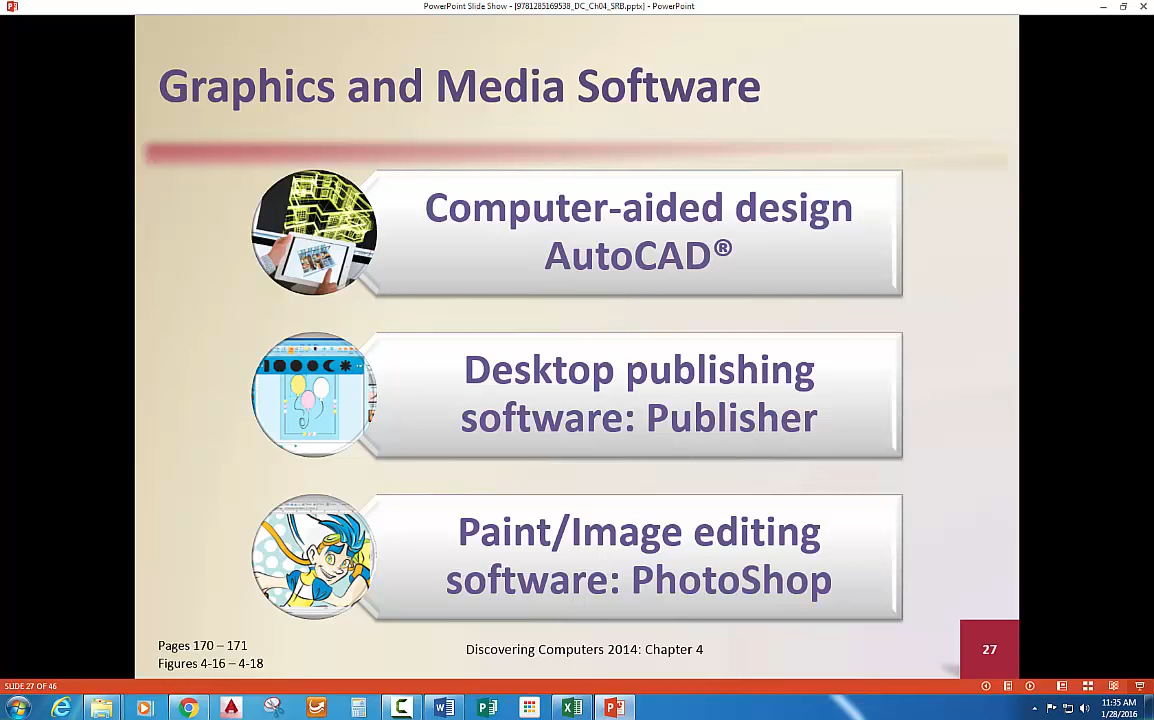 PowerPoint Slide Show - [9781285169538_DC_Ch04_SRB.pptx] - PowerPoint
Graphics and Media Software
Computer-aided design
AutoCAD®
Desktop publishing
software: Publisher
Paint/Image editing
software: PhotoShop
Pages 170 – 171
Figures 4-16 – 4-18
Discovering Computers 2014: Chapter 4
27
SLIDE 27 OF 46
11:35 AM
1/28/2016